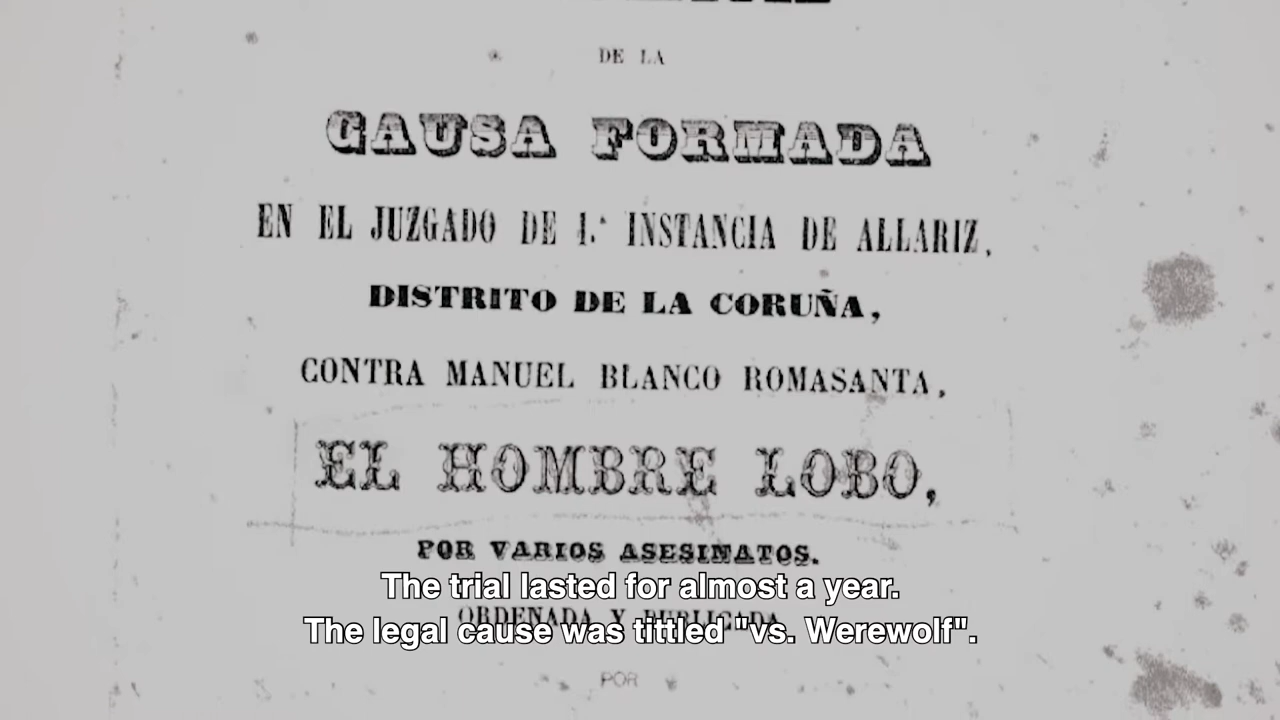 DE LA
CAUSA FORMADA
EN EL JUZGADO DE 1.ª INSTANCIA DE ALLARIZ,
DISTRITO DE LA CORUÑA,
CONTRA MANUEL BLANCO ROMASANTA,
EL HOMBRE LOBO,
POR VARIOS ASESINATOS.
The trial lasted for almost a year.
ORDENADA Y PUBLICADA
The legal cause was tittled "vs. Werewolf".
POR